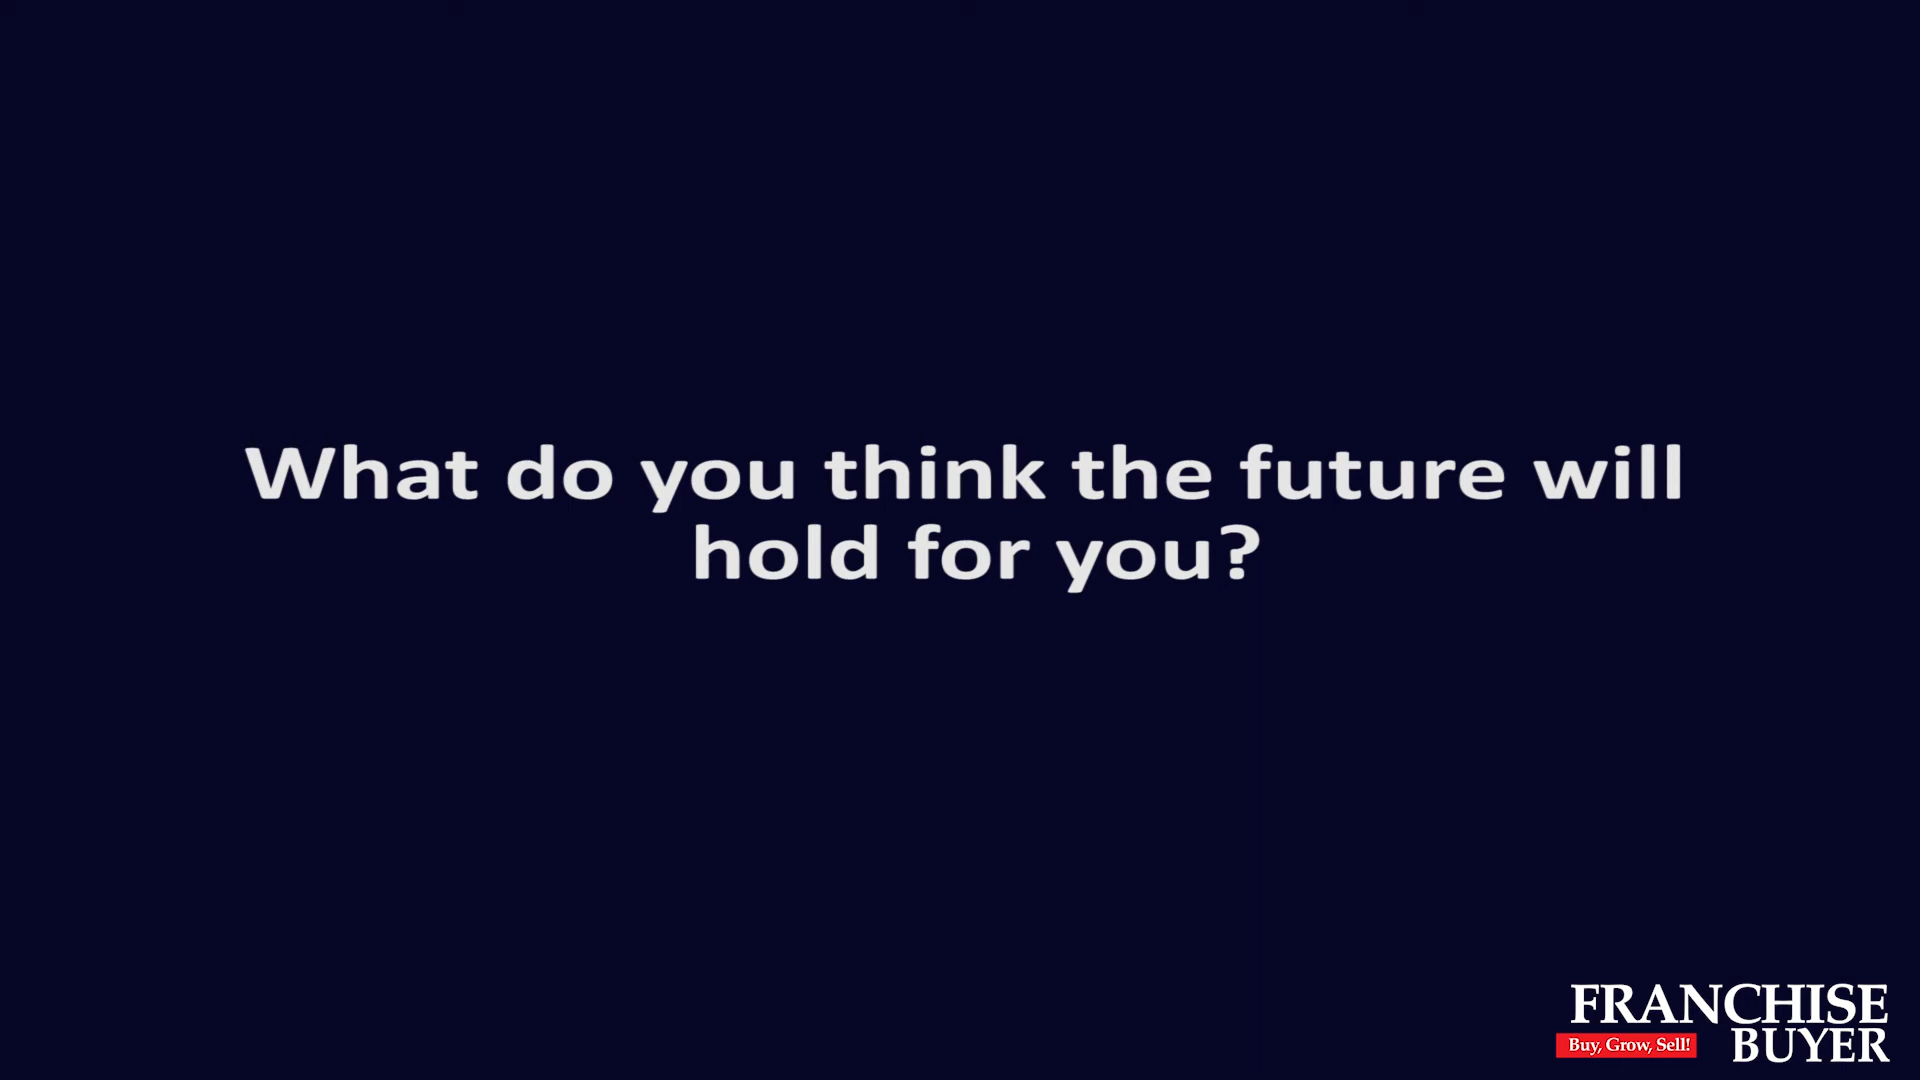 What do you think the future will
hold for you?
FRANCHISE
Buy, Grow, Sell! BUYER